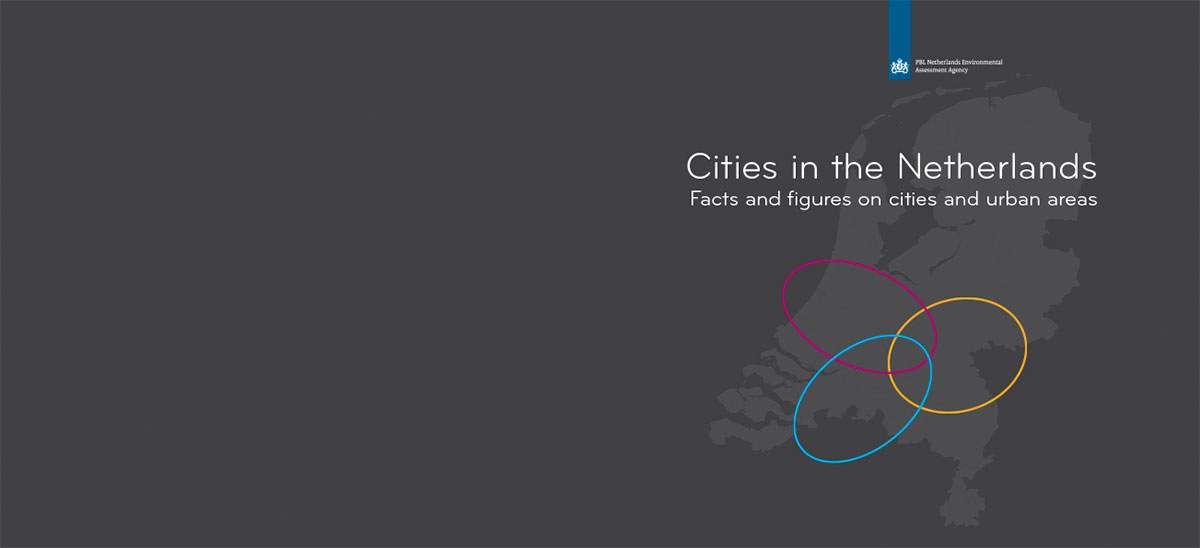 PBL Netherlands Environmental
Assessment Agency
Cities in the Netherlands
Facts and figures on cities and urban areas